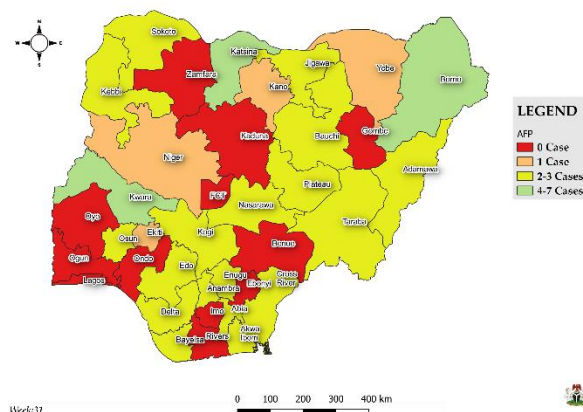 N
W
E
S
Sokoto
Katsina
Zamfara
Jigawa
Yobe
Borno
Kebbi
Kano
Kaduna
Bauchi
Gombe
Niger
Adamawa
FCT
Plateau
Kwara
Nasarawa
Oyo
Taraba
Osun
Ekiti
Kogi
Benue
Ogun
Ondo
Lagos
Edo
Enugu
Ebonyi
Cross
River
Anambra
Delta
Imo
Abia
Bayelsa
Rivers
Akwa
Ibom
LEGEND
AFP
0 Case
1 Case
2-3 Cases
4-7 Cases
Week:31
0 100 200 300 400 km